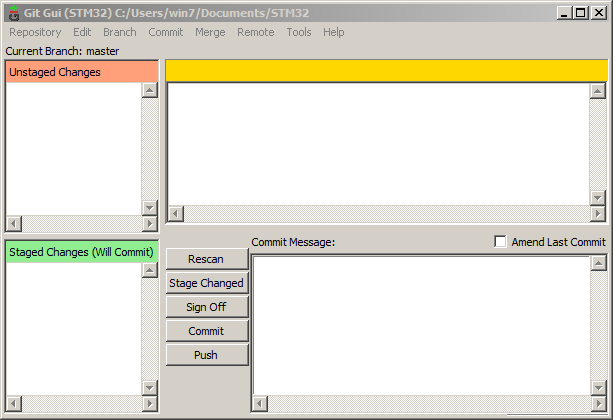 Git Gui (STM32) C:/Users/win7/Documents/STM32
Repository Edit Branch Commit Merge Remote Tools Help
Current Branch: master
Unstaged Changes
Staged Changes (Will Commit)
Rescan
Stage Changed
Sign Off
Commit
Push
Commit Message:
Amend Last Commit